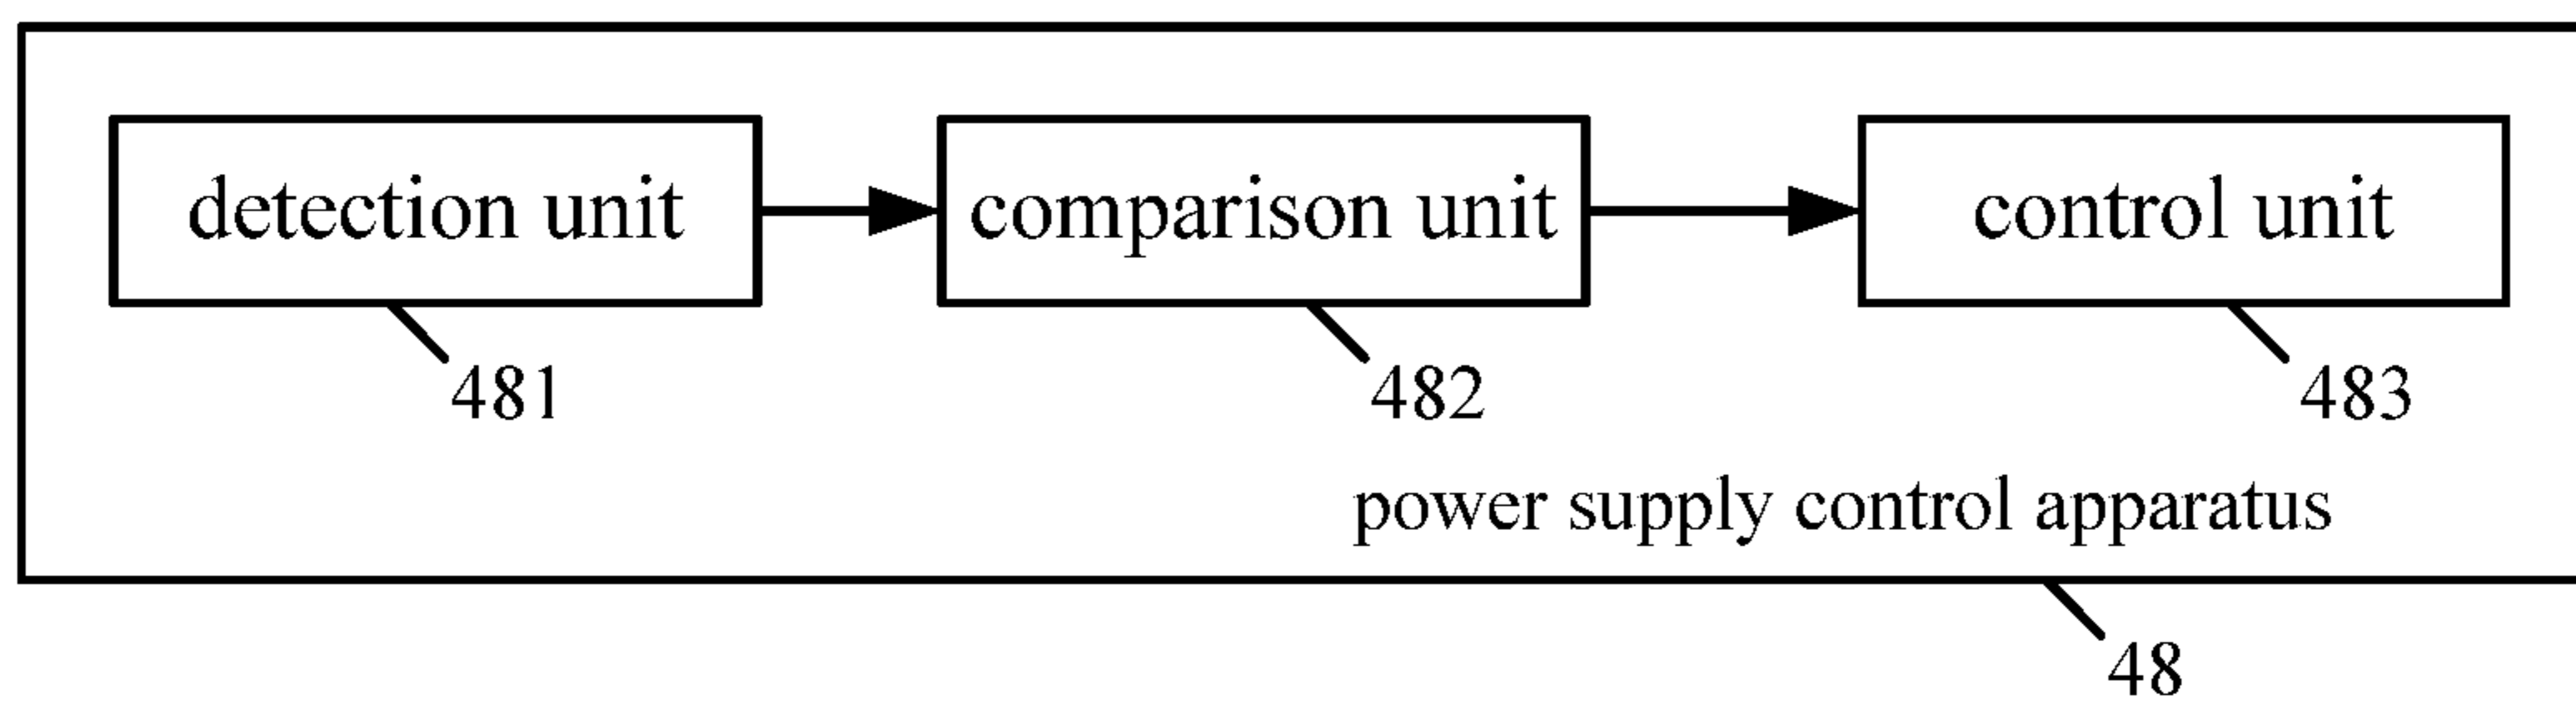 detection unit
comparison unit
control unit
481
482
483
power supply control apparatus
48